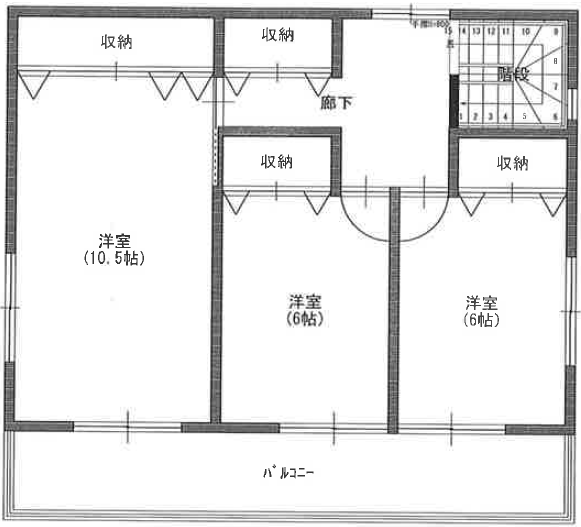 収納
収納
手摺H=800
15
14 13 12 11 10 9
8
階段
7
1 2 3 4 5 6
廊下
収納
収納
洋室
(10.5帖)
洋室
(6帖)
洋室
(6帖)
バルコニー